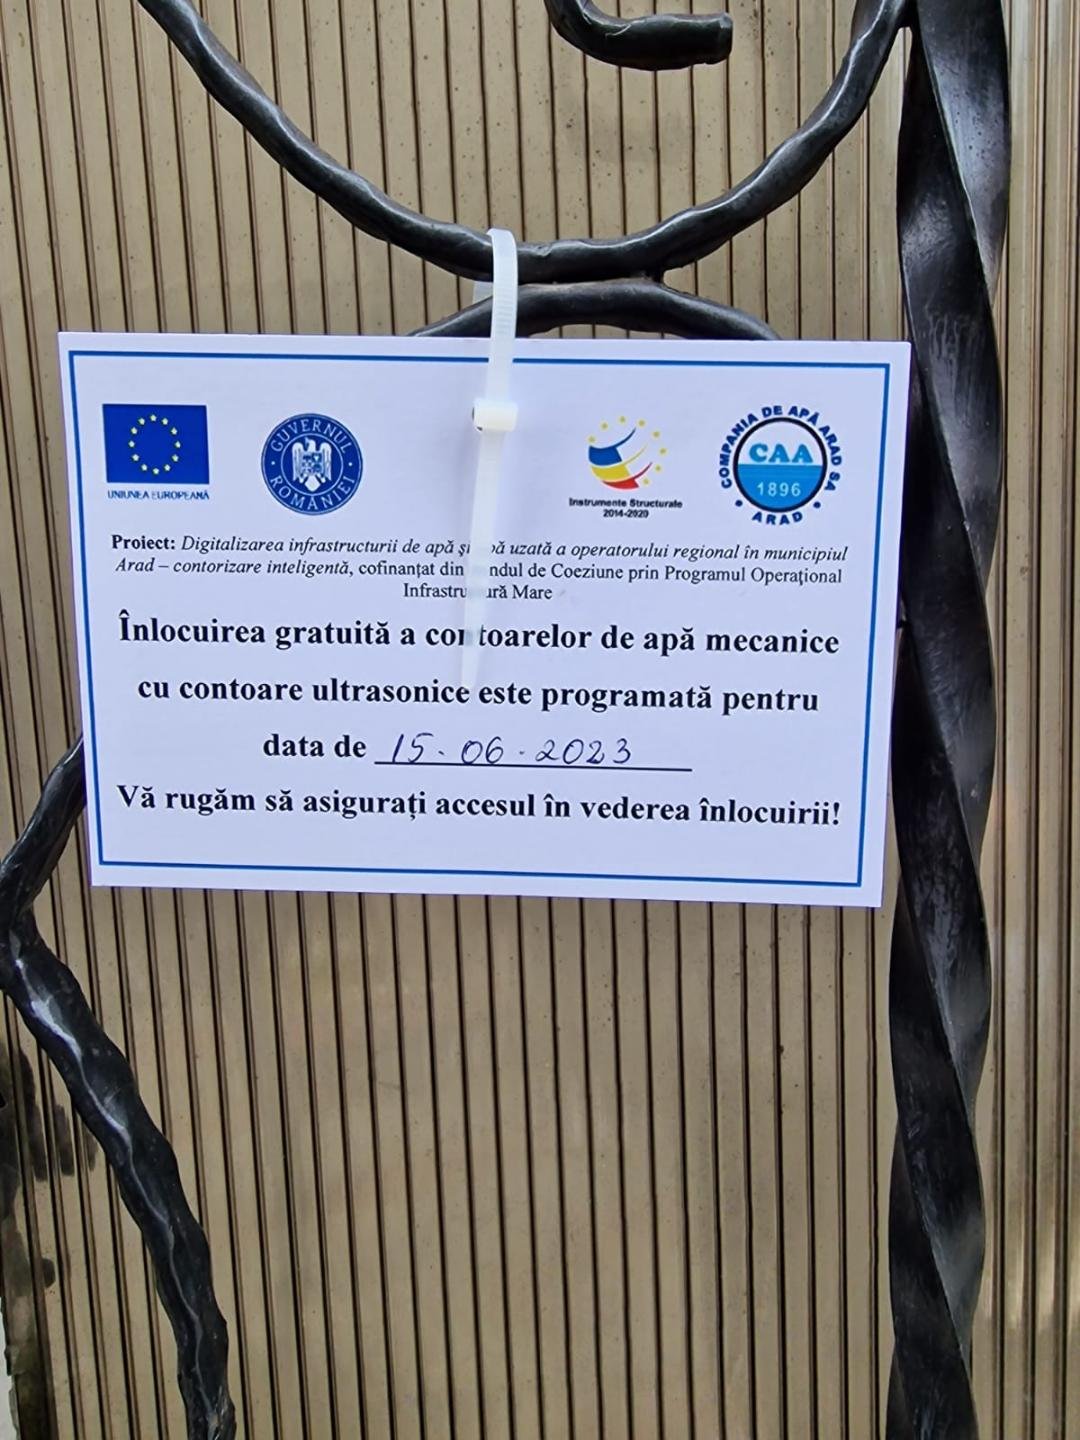 UNIUNEA EUROPEANĂ
GUVERNUL ROMÂNIEI
Instrumente Structurale
2014-2020
COMPANIA DE APĂ ARAD SA
CAA
1896
ARAD
Proiect: Digitalizarea infrastructurii de apă și uzată a operatorului regional în municipiul
Arad – contorizare inteligentă, cofinanțat din de Coeziune prin Programul Operațional
Mare
Înlocuirea gratuită a contoarelor de apă mecanice
cu contoare ultrasonice este programată pentru
data de 15.06.2023
Vă rugăm să asigurați accesul în vederea înlocuirii!